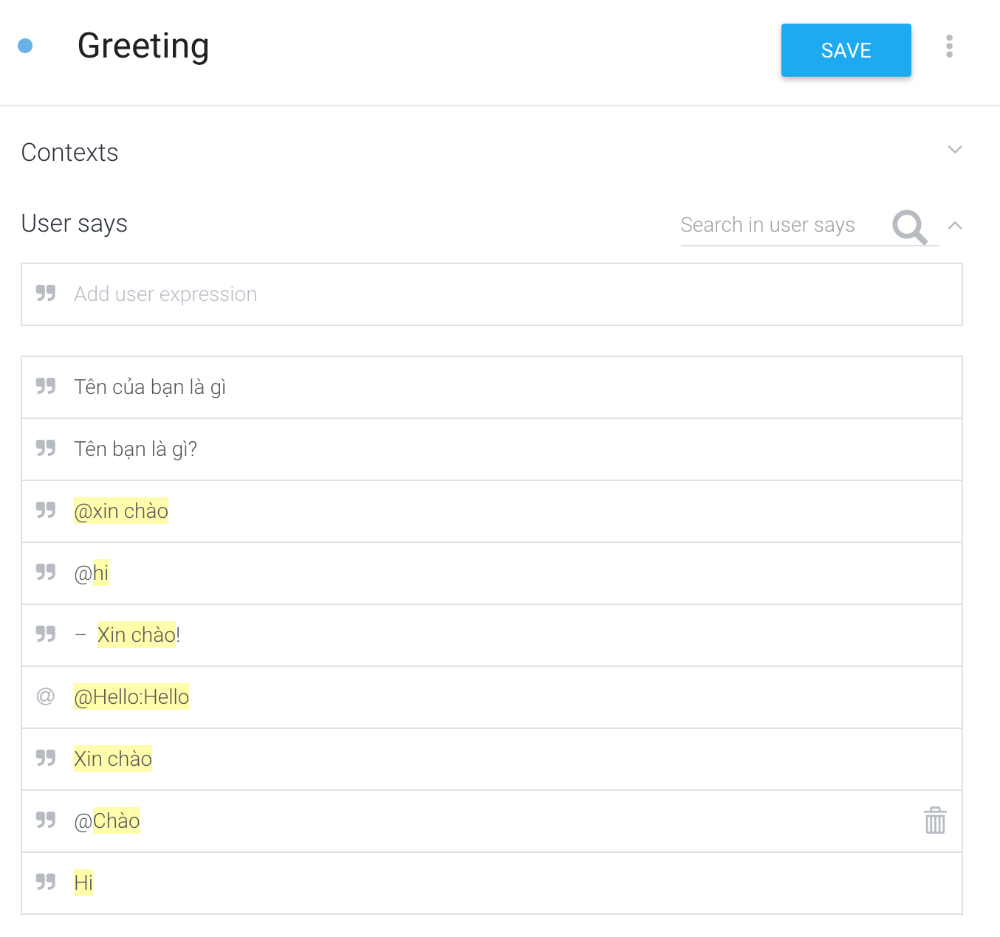 Greeting
SAVE
Contexts
User says
Search in user says
Add user expression
Tên của bạn là gì
Tên bạn là gì?
@xin chào
@hi
– Xin chào!
@ @Hello:Hello
Xin chào
@Chào
Hi